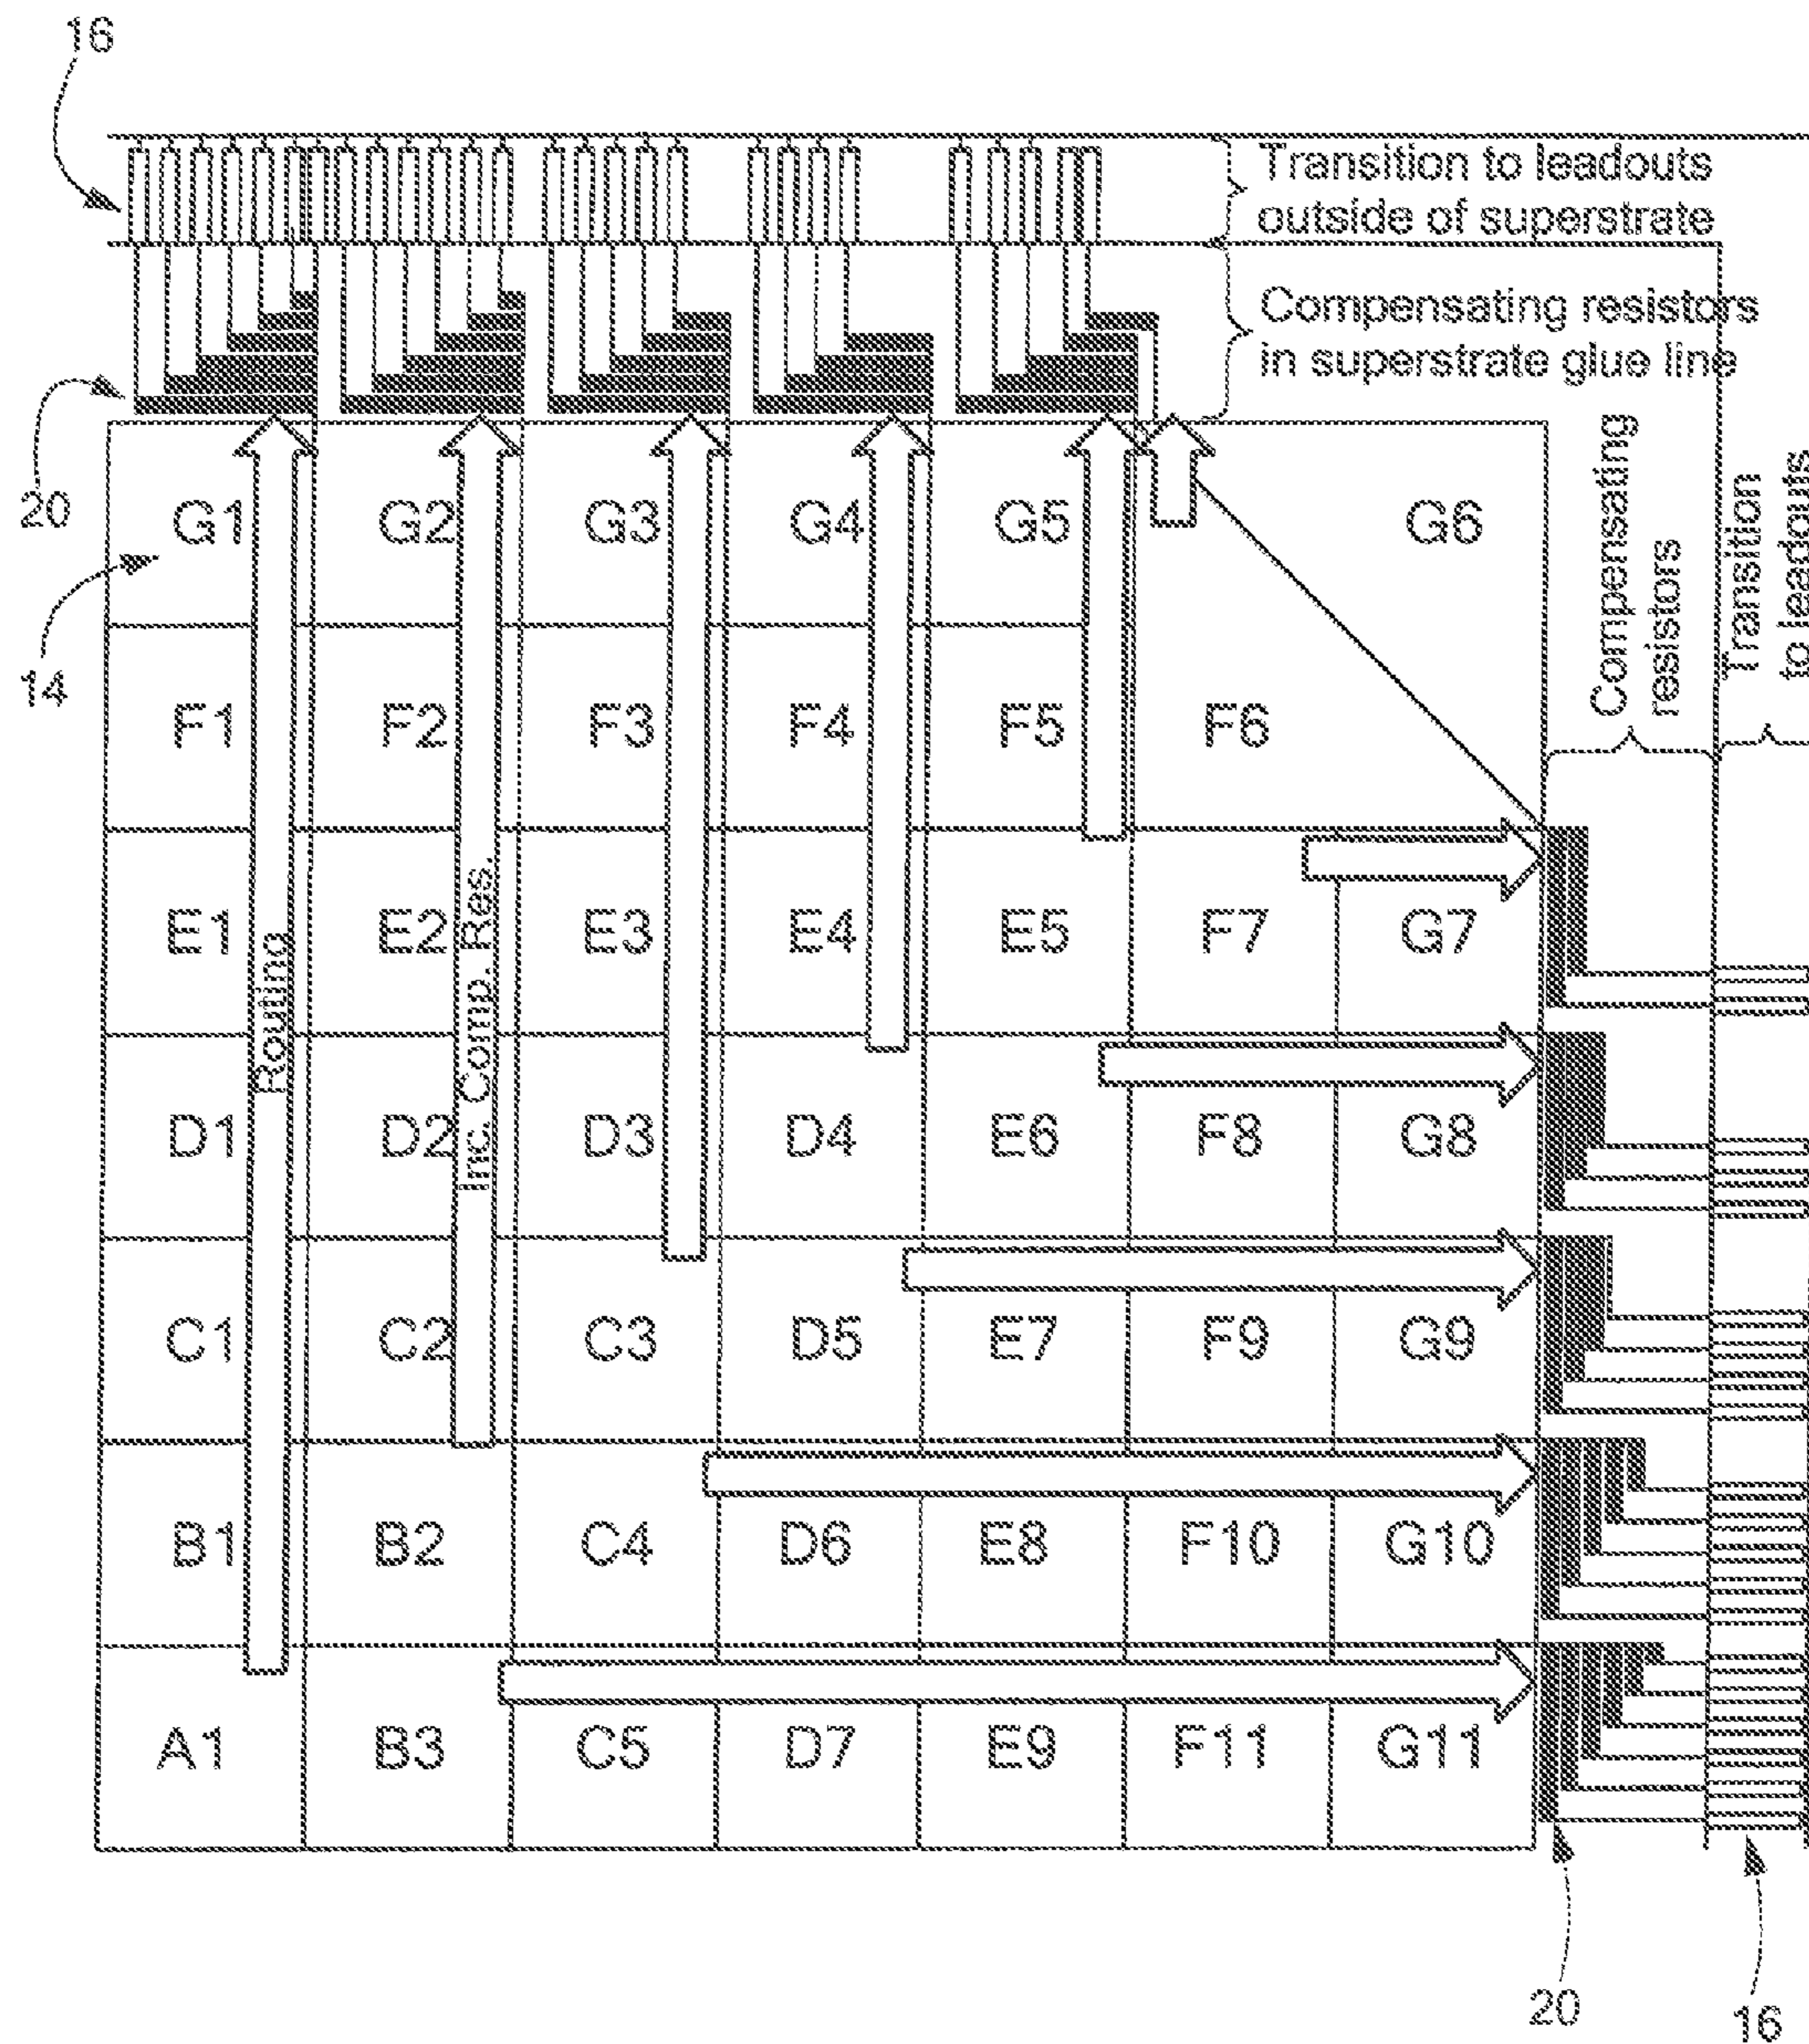 16
Transition to leadouts
outside of superstrate
Compensating resistors
in superstrate glue line
20
14
Compensating
resistors
Transition
to leadouts
G1 G2 G3 G4 G5 G6
F1 F2 F3 F4 F5 F6
E1 E2 E3 E4 E5 F7 G7
Routing
Inc. Comp. Res.
D1 D2 D3 D4 E6 F8 G8
C1 C2 C3 D5 E7 F9 G9
B1 B2 C4 D6 E8 F10 G10
A1 B3 C5 D7 E9 F11 G11
20
16